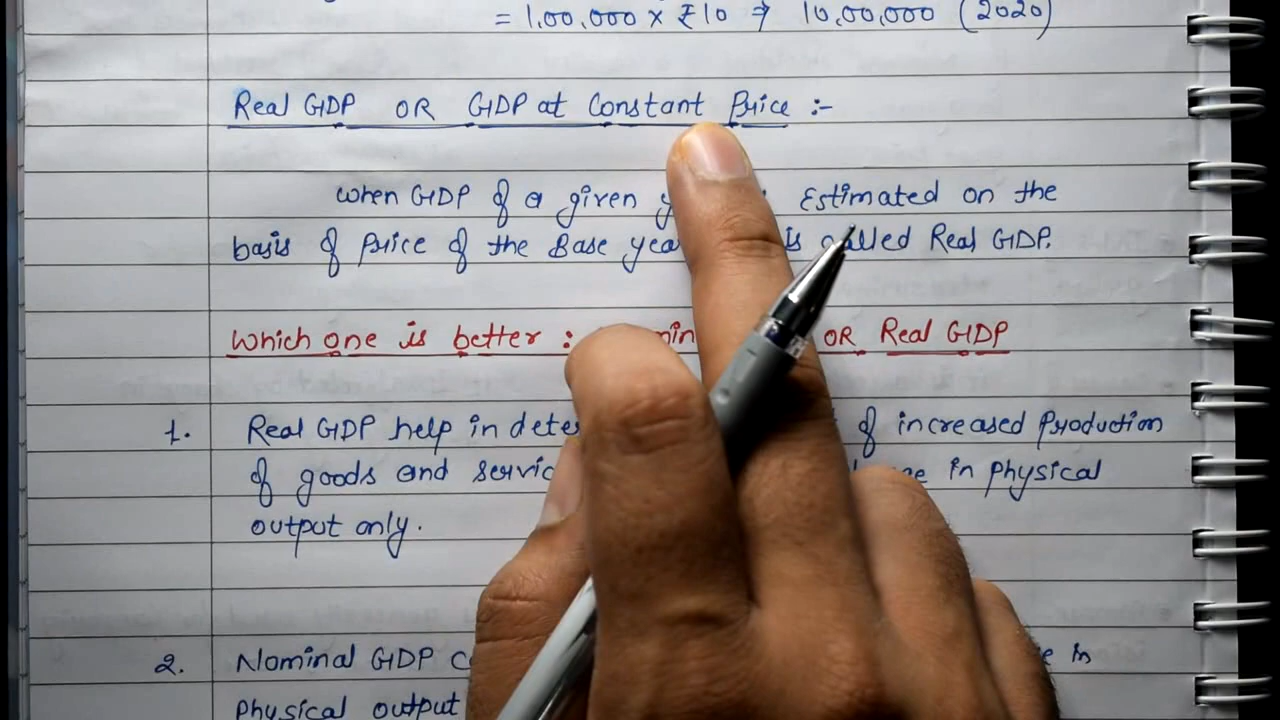 = 1,00,000 × ₹10 ⇒ 10,00,000 (2020)
Real GDP OR GDP at Constant Price :-
when GDP of a given Estimated on the
basis of Price of the Base is called Real GDP.
Which one is better : OR Real GDP
1. Real GDP help in of increased Production
of goods and in Physical
output only.
2. Nominal GDP in
Physical output